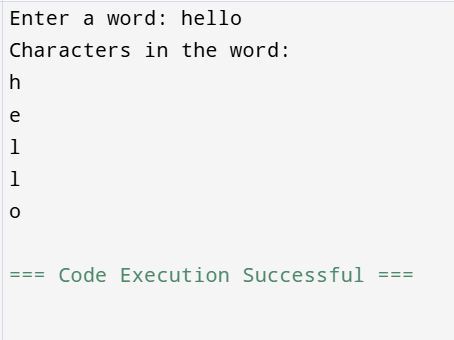 Enter a word: hello
Characters in the word:
h
e
l
l
o
=== Code Execution Successful ===